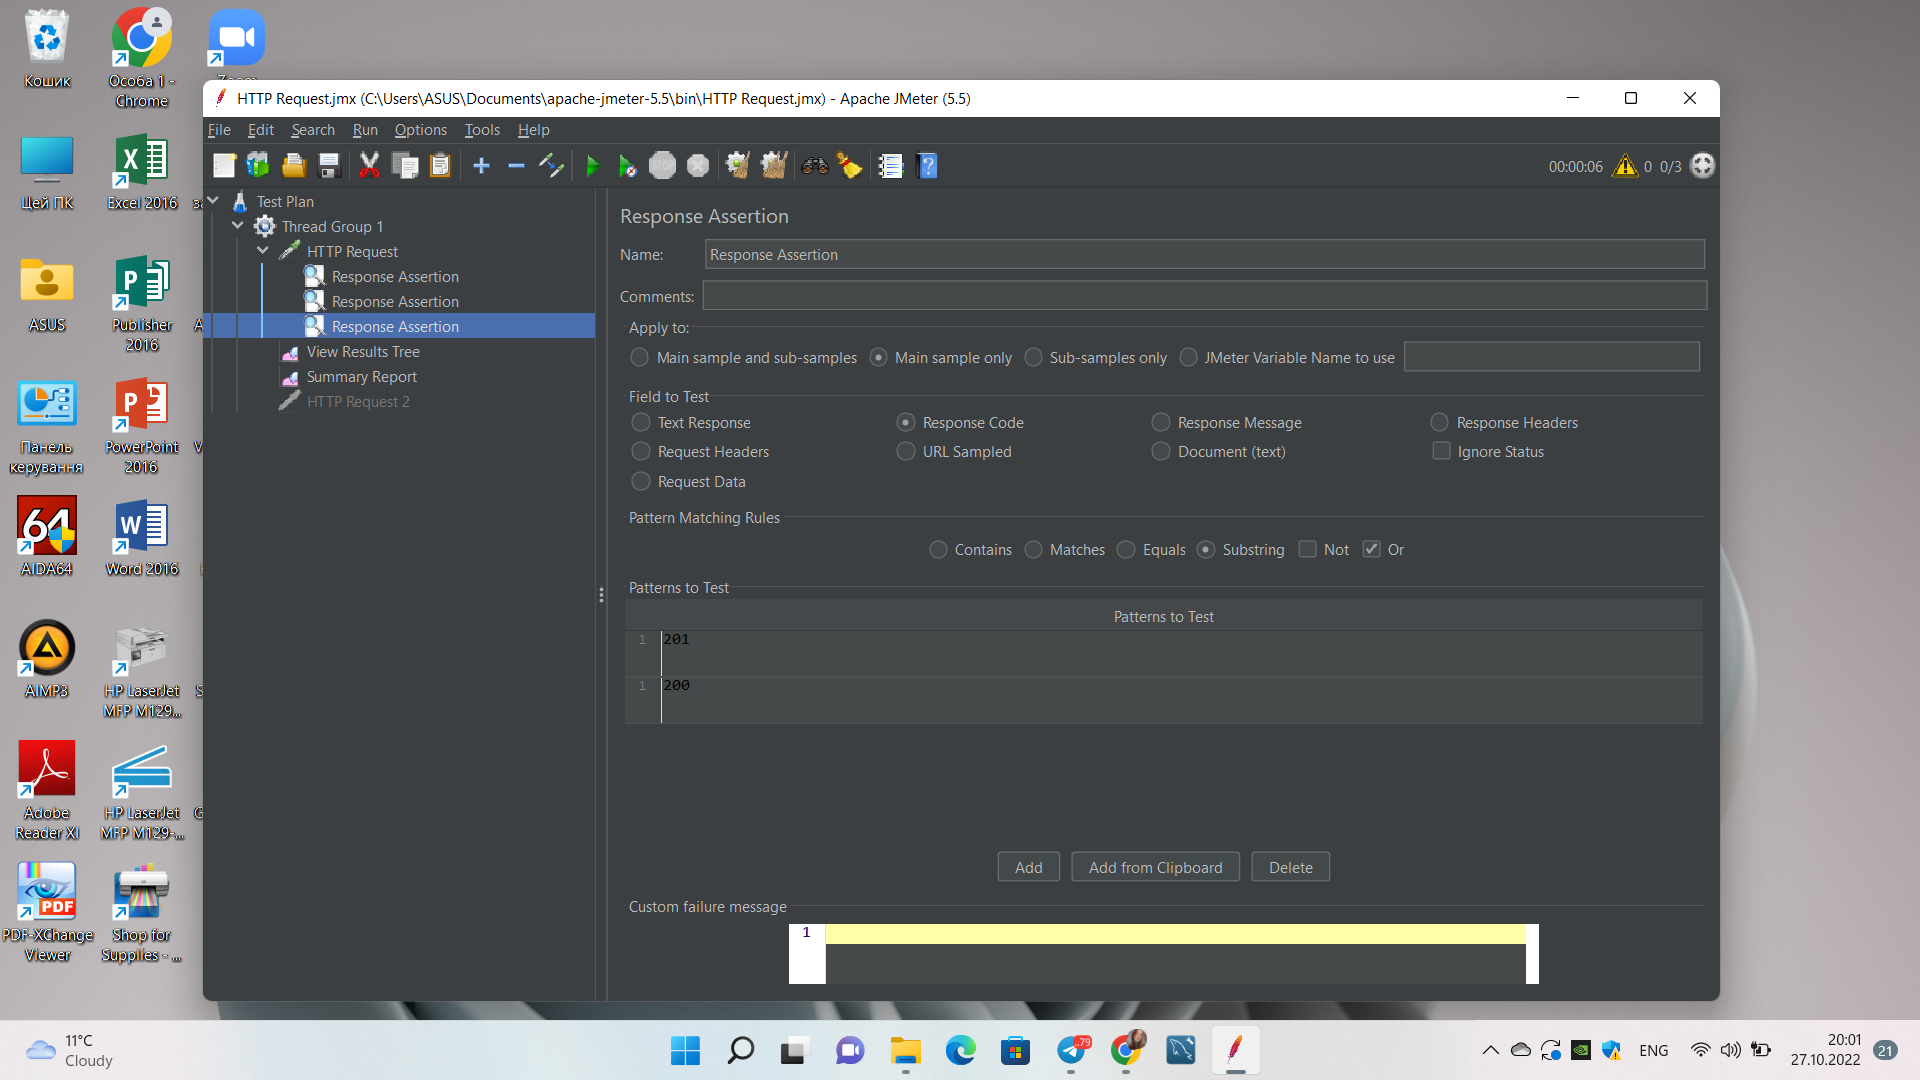 Кошик
Особа 1 -
Chrome
Цей ПК
Excel 2016
ASUS
Publisher
2016
Панель
керування
PowerPoint
2016
AIDA64
Word 2016
AIMP3
HP LaserJet
MFP M129...
Adobe
Reader XI
HP LaserJet
MFP M129-...
PDF-XChange
Viewer
Shop for
Supplies - ...
HTTP Request.jmx (C:\Users\ASUS\Documents\apache-jmeter-5.5\bin\HTTP Request.jmx) - Apache JMeter (5.5)
File Edit Search Run Options Tools Help
00:00:06 0 0/3
Test Plan
Thread Group 1
HTTP Request
Response Assertion
Response Assertion
Response Assertion
View Results Tree
Summary Report
HTTP Request 2
Response Assertion
Name: Response Assertion
Comments:
Apply to:
Main sample and sub-samples Main sample only Sub-samples only JMeter Variable Name to use
Field to Test
Text Response Response Code Response Message Response Headers
Request Headers URL Sampled Document (text) Ignore Status
Request Data
Pattern Matching Rules
Contains Matches Equals Substring Not Or
Patterns to Test
Patterns to Test
1 201
1 200
Add Add from Clipboard Delete
Custom failure message
1
11°C
Cloudy
ENG
20:01
27.10.2022
21